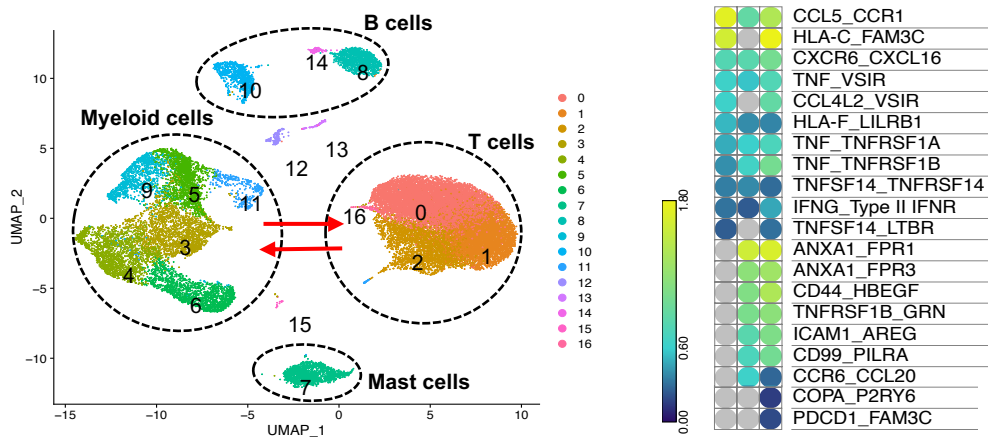 B cells
14
8
10
Myeloid cells
T cells
9
5
11
12
13
16
0
3
2
1
4
6
15
7
Mast cells
10
5
0
−5
−10
UMAP_2
−15
−10
−5
0
5
10
UMAP_1
0
1
2
3
4
5
6
7
8
9
10
11
12
13
14
15
16
1.80
0.60
0.00
CCL5_CCR1
HLA-C_FAM3C
CXCR6_CXCL16
TNF_VSIR
CCL4L2_VSIR
HLA-F_LILRB1
TNF_TNFRSF1A
TNF_TNFRSF1B
TNFSF14_TNFRSF14
IFNG_Type II IFNR
TNFSF14_LTBR
ANXA1_FPR1
ANXA1_FPR3
CD44_HBEGF
TNFRSF1B_GRN
ICAM1_AREG
CD99_PILRA
CCR6_CCL20
COPA_P2RY6
PDCD1_FAM3C